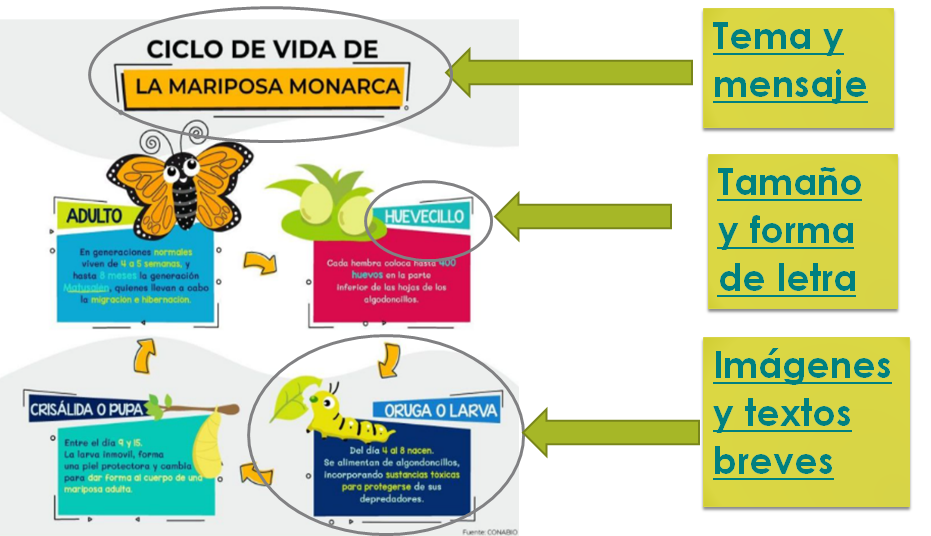 CICLO DE VIDA DE
LA MARIPOSA MONARCA
Tema y
mensaje
ADULTO
En generaciones normales
viven de 4 a 5 semanas, y
hasta 8 meses la generación
Matusalén, quienes llevan a cabo
la migración e hibernación.
HUEVECILLO
Cada hembra coloca hasta 400
huevos en la parte
inferior de las hojas de los
algodoncillos.
Tamaño
y forma
de letra
CRISÁLIDA O PUPA
Entre el día 9 y 15.
La larva inmovil, forma
una piel protectora y cambia
para dar forma al cuerpo de una
mariposa adulta.
ORUGA O LARVA
Del día 4 al 8 nacen.
Se alimenta de algondoncillos,
incorporando sustancias tóxicas
para protegerse de sus
depredadores.
Imágenes
y textos
breves
Fuente: CONABIO